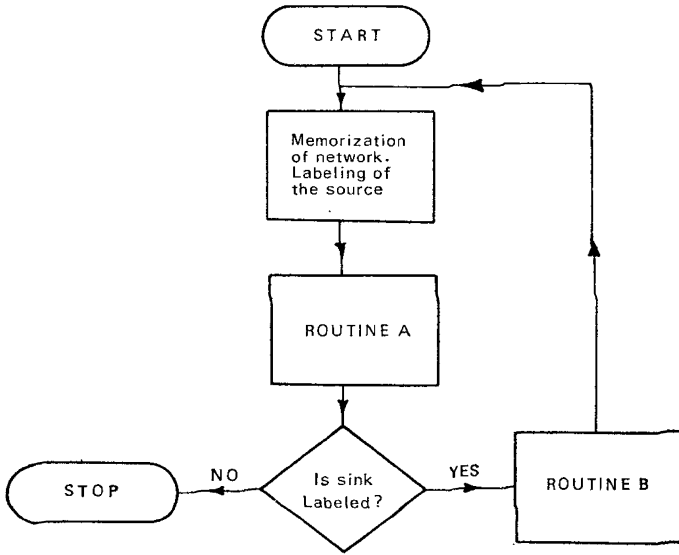 START
Memorization
of network.
Labeling of
the source
ROUTINE A
Is sink
Labeled?
NO
YES
STOP
ROUTINE B